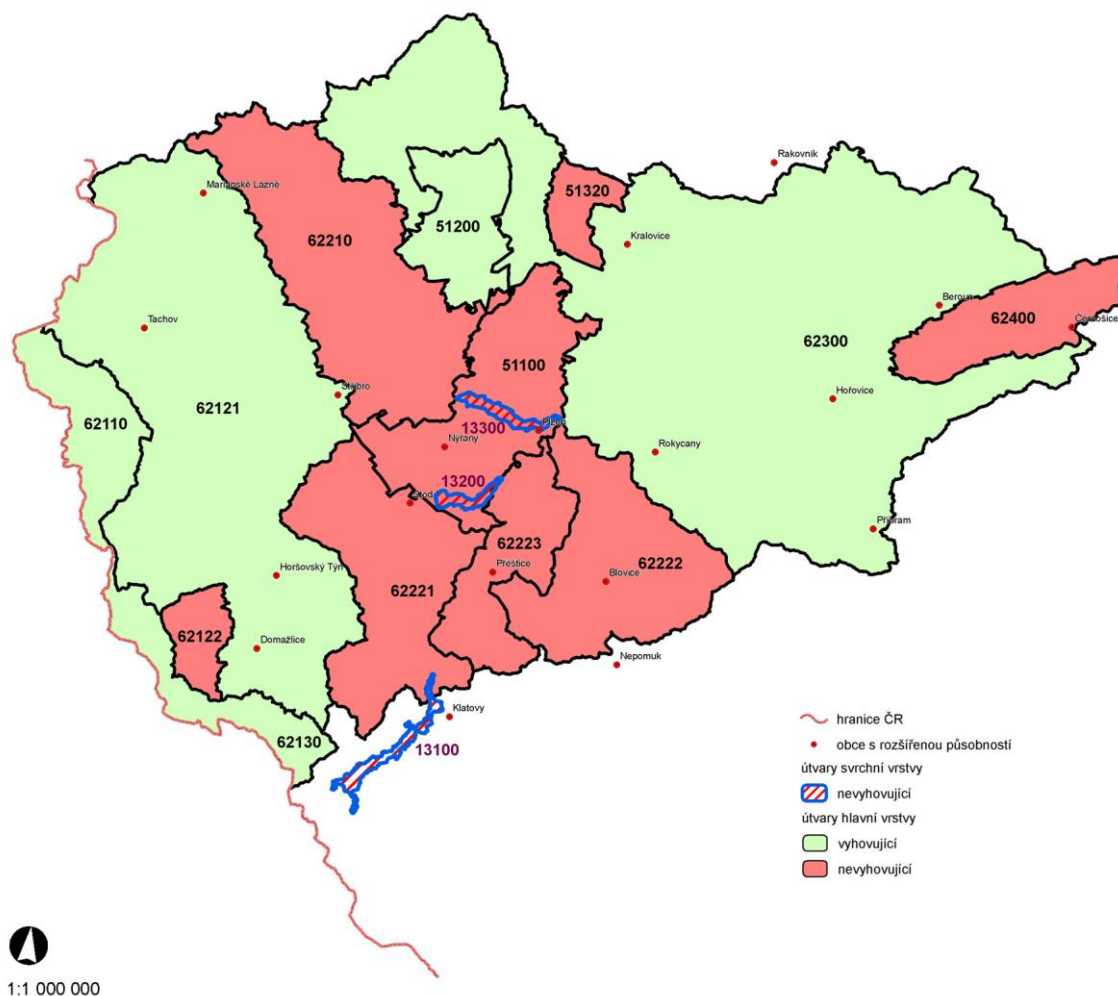 Rakovník
Mariánské Lázně
51320
51200
62210
Kralovice
Beroun
62400
Černošice
Tachov
62300
51100
Stříbro
Hořovice
62110
62121
13300
Plzeň
Nýřany
Rokycany
13200
Stod
Příbram
62223
62222
Přeštice
Blovice
Horšovský Týn
62221
62122
Domažlice
Nepomuk
Klatovy
62130
13100
hranice ČR
obce s rozšířenou působností
útvary svrchní vrstvy
nevyhovující
útvary hlavní vrstvy
vyhovující
nevyhovující
1:1 000 000